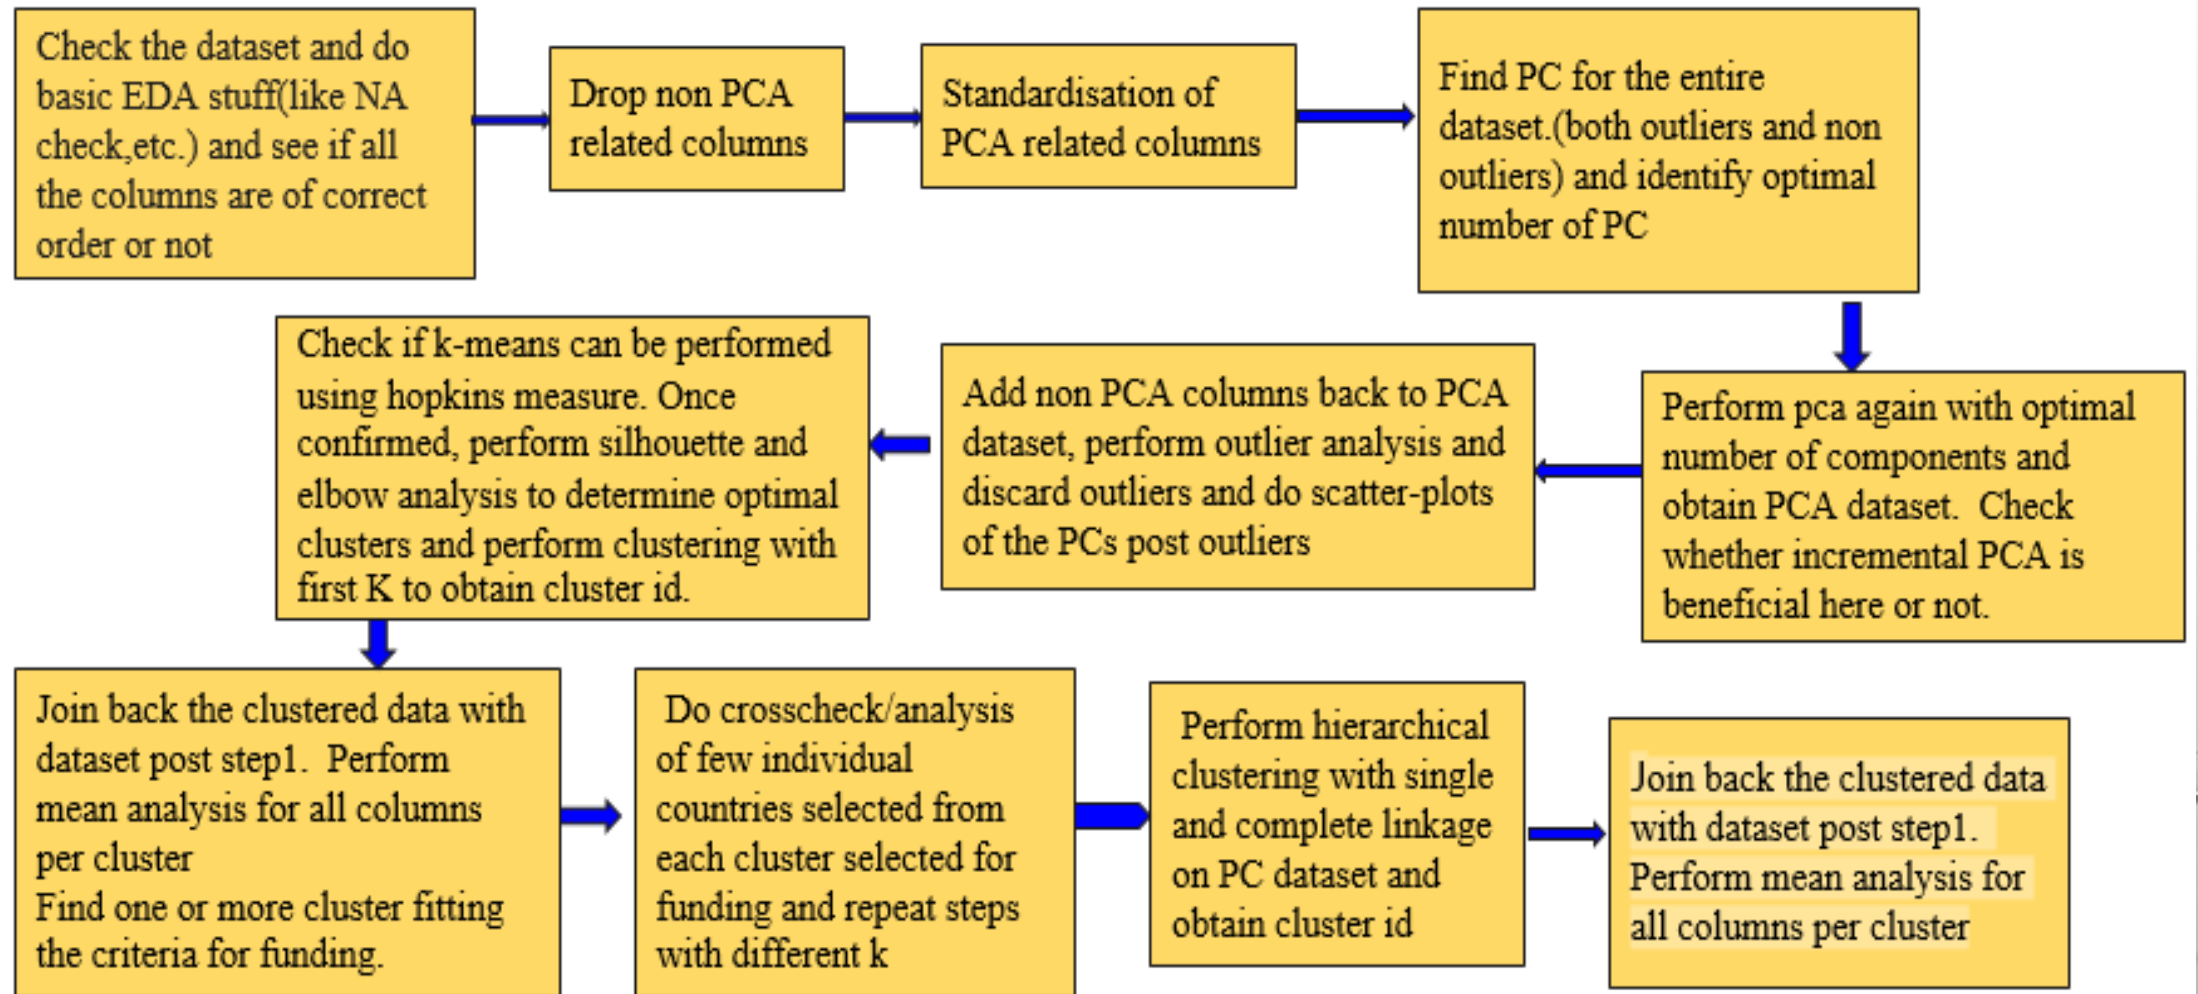 Check the dataset and do
basic EDA stuff(like NA
check,etc.) and see if all
the columns are of correct
order or not
Drop non PCA
related columns
Standardisation of
PCA related columns
Find PC for the entire
dataset.(both outliers and non
outliers) and identify optimal
number of PC
Perform pca again with optimal
number of components and
obtain PCA dataset.  Check
whether incremental PCA is
beneficial here or not.
Add non PCA columns back to PCA
dataset, perform outlier analysis and
discard outliers and do scatter-plots
of the PCs post outliers
Check if k-means can be performed
using hopkins measure. Once
confirmed, perform silhouette and
elbow analysis to determine optimal
clusters and perform clustering with
first K to obtain cluster id.
Join back the clustered data with
dataset post step1.  Perform
mean analysis for all columns
per cluster
Find one or more cluster fitting
the criteria for funding.
Do crosscheck/analysis
of few individual
countries selected from
each cluster selected for
funding and repeat steps
with different k
Perform hierarchical
clustering with single
and complete linkage
on PC dataset and
obtain cluster id
Join back the clustered data
with dataset post step1.
Perform mean analysis for
all columns per cluster